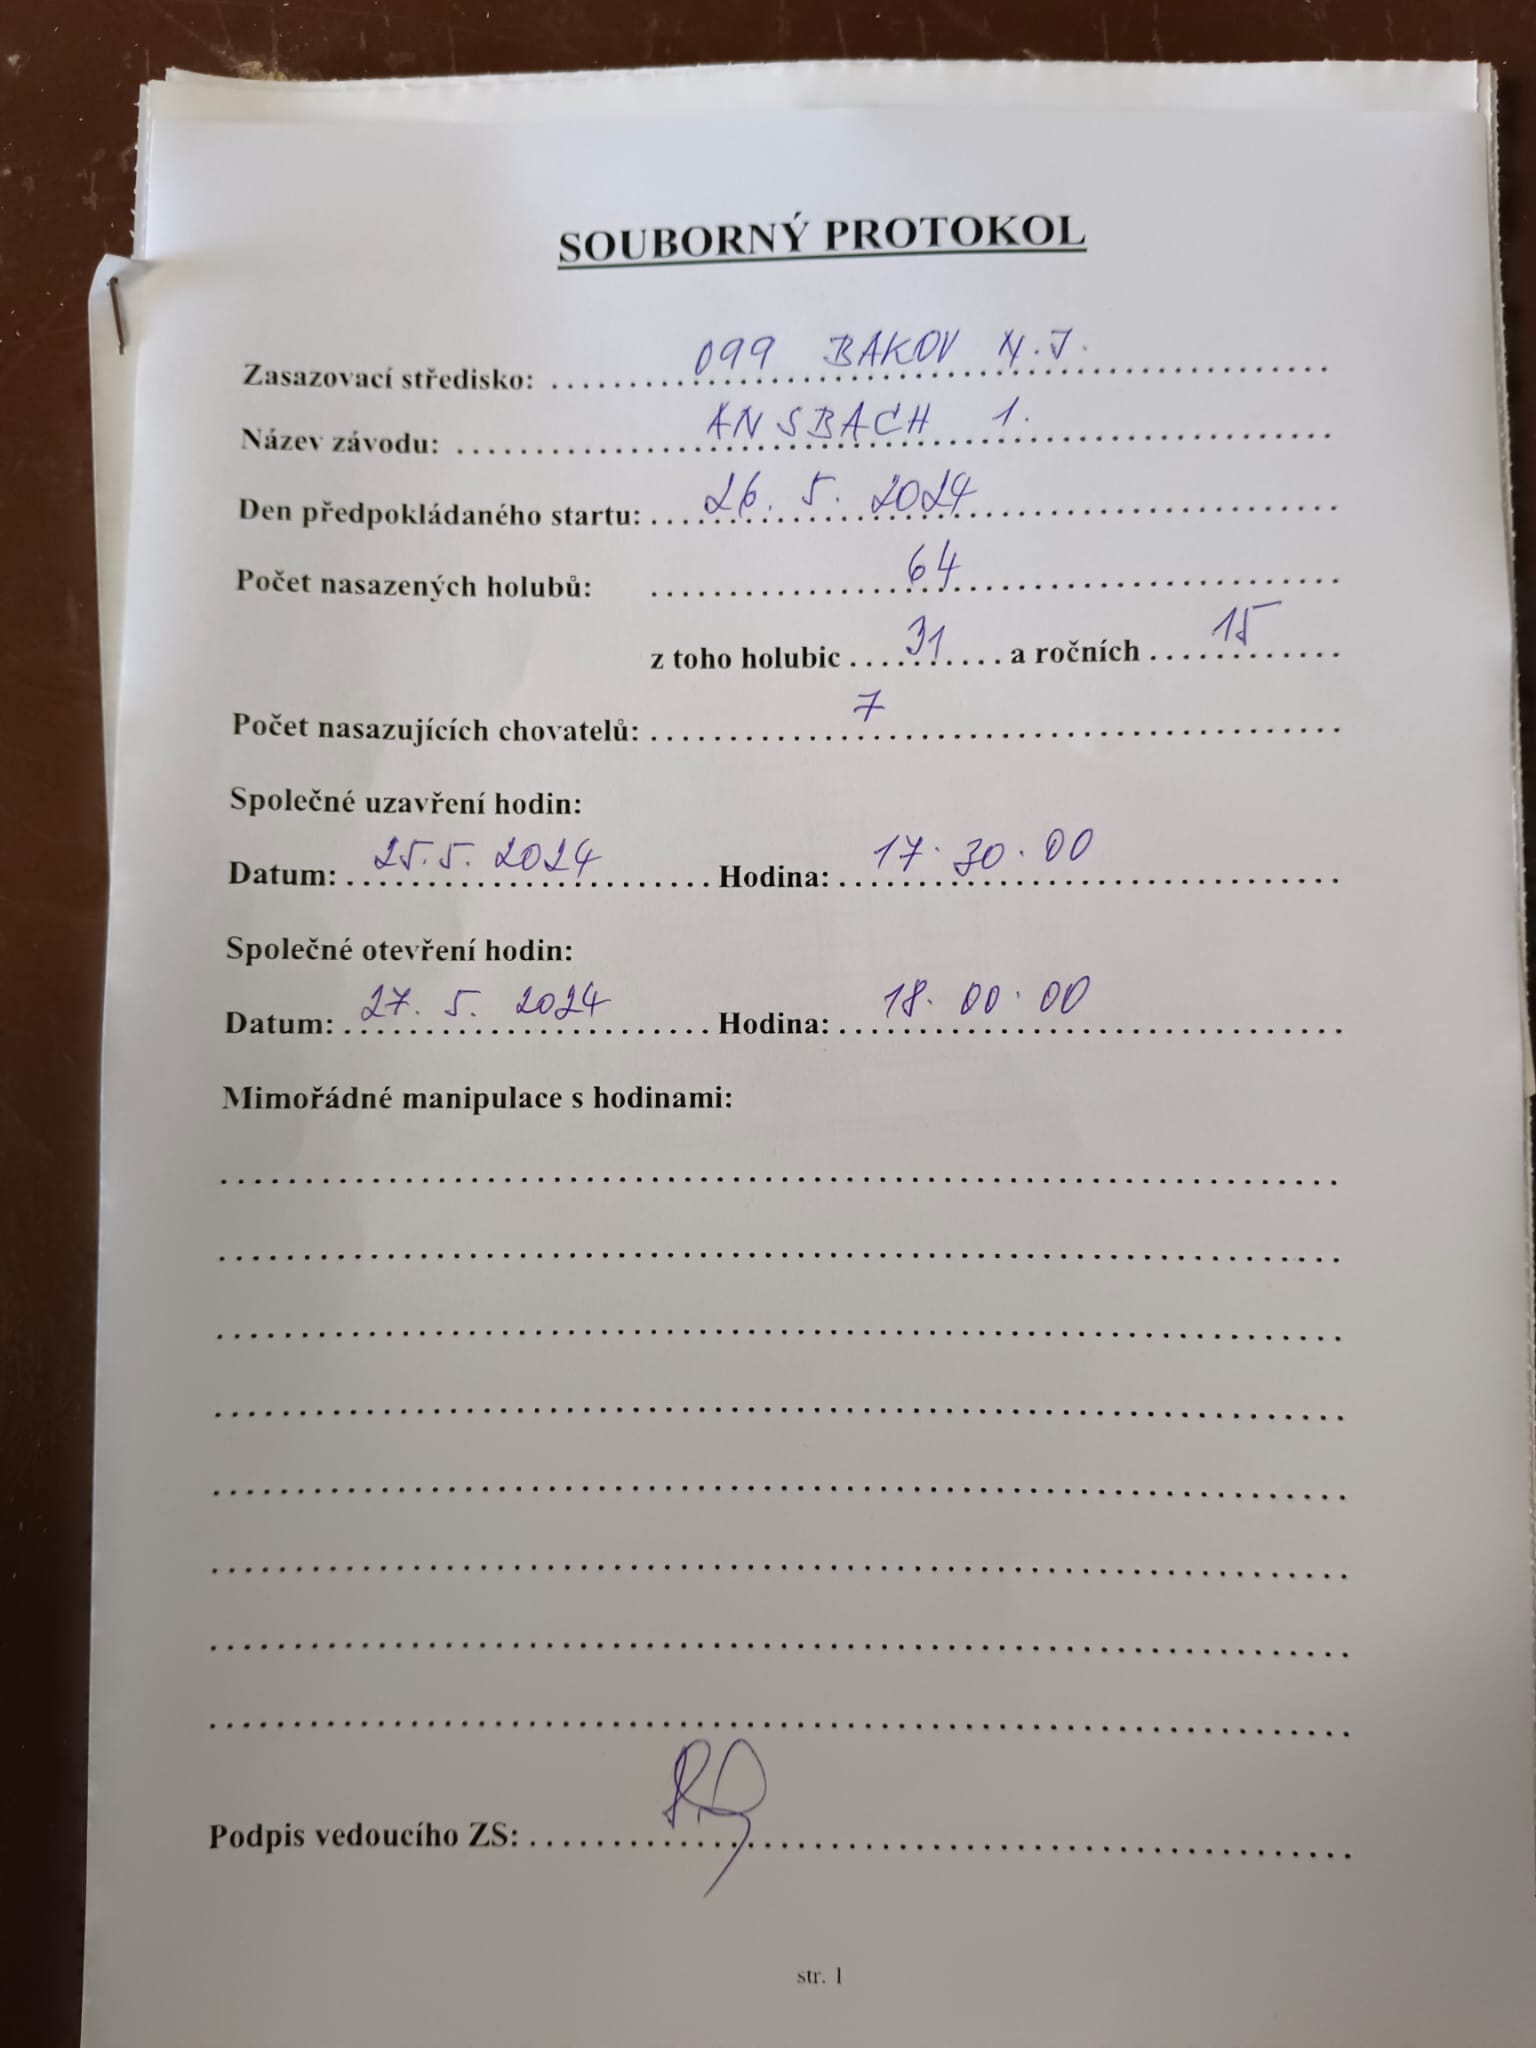 SOUBORNÝ PROTOKOL
Zasazovací středisko: 099 BAKOV N.J.
Název závodu: ANSBACH 1.
Den předpokládaného startu: 26. 5. 2024
Počet nasazených holubů: 64
z toho holubic 31 a ročních 15
Počet nasazujících chovatelů: 7
Společné uzavření hodin:
Datum: 25.5. 2024 Hodina: 17.30.00
Společné otevření hodin:
Datum: 27. 5. 2024 Hodina: 18.00.00
Mimořádné manipulace s hodinami:
Podpis vedoucího ZS:
str. 1